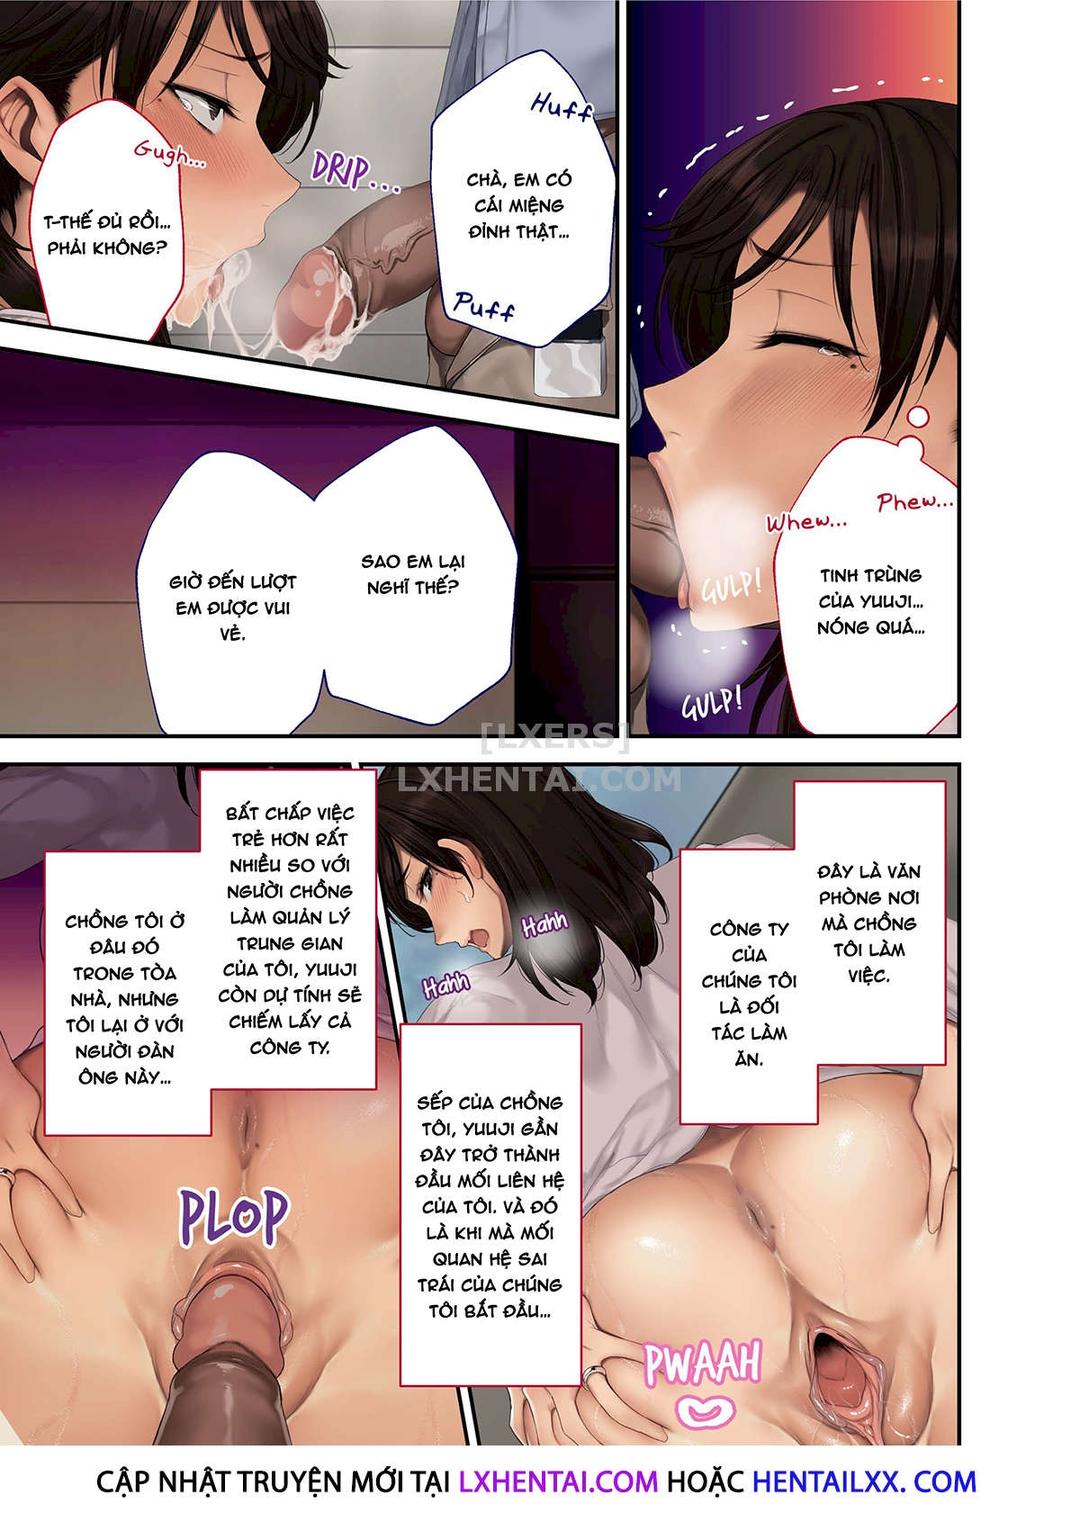 Whew...
Phew...
TINH TRÙNG
CỦA YUUJI...
NÓNG QUÁ...
GULP!
GULP!
Huff
CHÀ, EM CÓ
CÁI MIỆNG
ĐỈNH THẬT...
Puff
DRIP...
Gugh...
T-THẾ ĐỦ RỒI...
PHẢI KHÔNG?
SAO EM LẠI
NGHĨ THẾ?
GIỜ ĐẾN LƯỢT
EM ĐƯỢC VUI
VẺ.
[LXERS]
LXHENTAI.COM
ĐÂY LÀ VĂN
PHÒNG NƠI
MÀ CHỒNG
TÔI LÀM
VIỆC.
CÔNG TY
CỦA
CHÚNG TÔI
LÀ ĐỐI
TÁC LÀM
ĂN.
Hahh
Hahh
SẾP CỦA CHỒNG
TÔI, YUUJI GẦN
ĐÂY TRỞ THÀNH
ĐẦU MỐI LIÊN HỆ
CỦA TÔI. VÀ ĐÓ
LÀ KHI MÀ MỐI
QUAN HỆ SAI
TRÁI CỦA CHÚNG
TÔI BẮT ĐẦU...
PWAAH
BẤT CHẤP VIỆC
TRẺ HƠN RẤT
NHIỀU SO VỚI
NGƯỜI CHỒNG
LÀM QUẢN LÝ
TRUNG GIAN
CỦA TÔI, YUUJI
CÒN DỰ TÍNH SẼ
CHIẾM LẤY CẢ
CÔNG TY.
CHỒNG TÔI Ở
ĐÂU ĐÓ
TRONG TÒA
NHÀ, NHƯNG
TÔI LẠI Ở VỚI
NGƯỜI ĐÀN
ÔNG NÀY...
PLOP
CẬP NHẬT TRUYỆN MỚI TẠI LXHENTAI.COM HOẶC HENTAILXX. COM